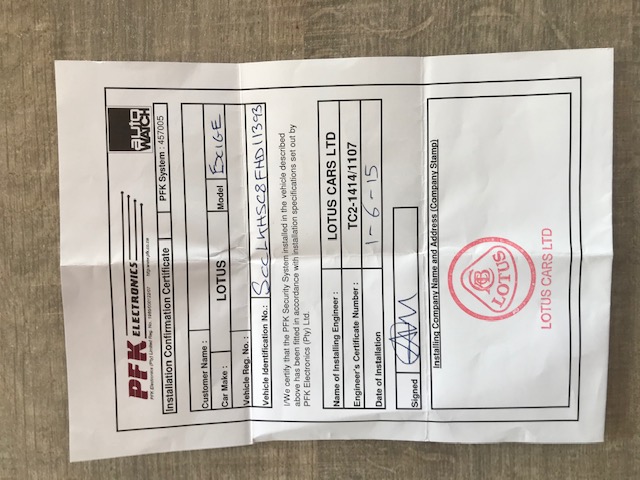 PFK ELECTRONICS
auto WATCH
Installation Confirmation Certificate
PFK System : 457005
Customer Name :
Car Make : LOTUS Model EXIGE
Vehicle Reg. No. :
Vehicle Identification No.: SCCLHHSC8FHD11393
I/We certify that the PFK Security System installed in the vehicle described
above has been fitted in accordance with installation specifications set out by
PFK Electronics (Pty) Ltd.
Name of Installing Engineer : LOTUS CARS LTD
Engineer's Certificate Number : TC2-1414/1107
Date of Installation 1-6-15
Signed
Installing Company Name and Address (Company Stamp)
LOTUS
LOTUS CARS LTD